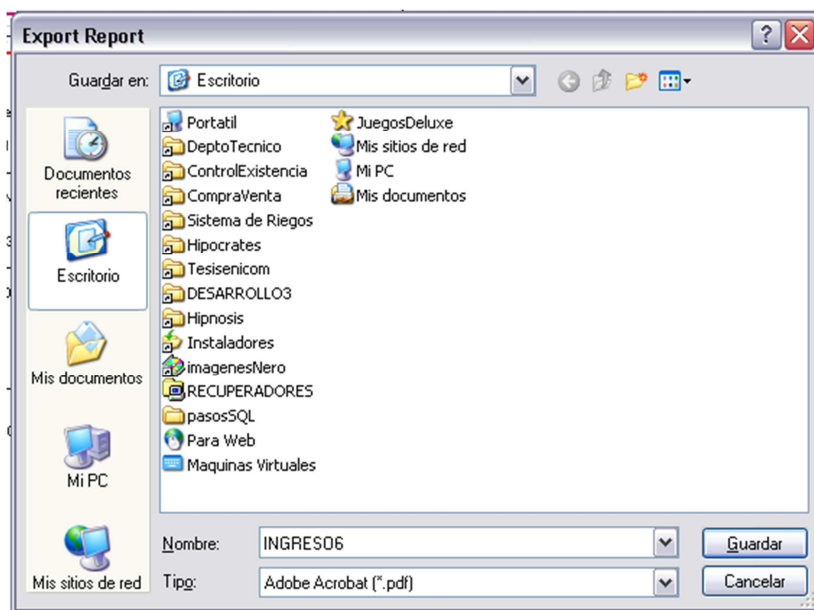 Export Report
Guardar en: Escritorio
Documentos
recientes
Escritorio
Mis documentos
Mi PC
Mis sitios de red
Portatil
DeptoTecnico
ControlExistencia
CompraVenta
Sistema de Riegos
Hipocrates
Tesisenicom
DESARROLLO3
Hipnosis
Instaladores
imagenesNero
RECUPERADORES
pasosSQL
Para Web
Maquinas Virtuales
JuegosDeluxe
Mis sitios de red
Mi PC
Mis documentos
Nombre: INGRESO6 Guardar
Tipo: Adobe Acrobat (*.pdf) Cancelar